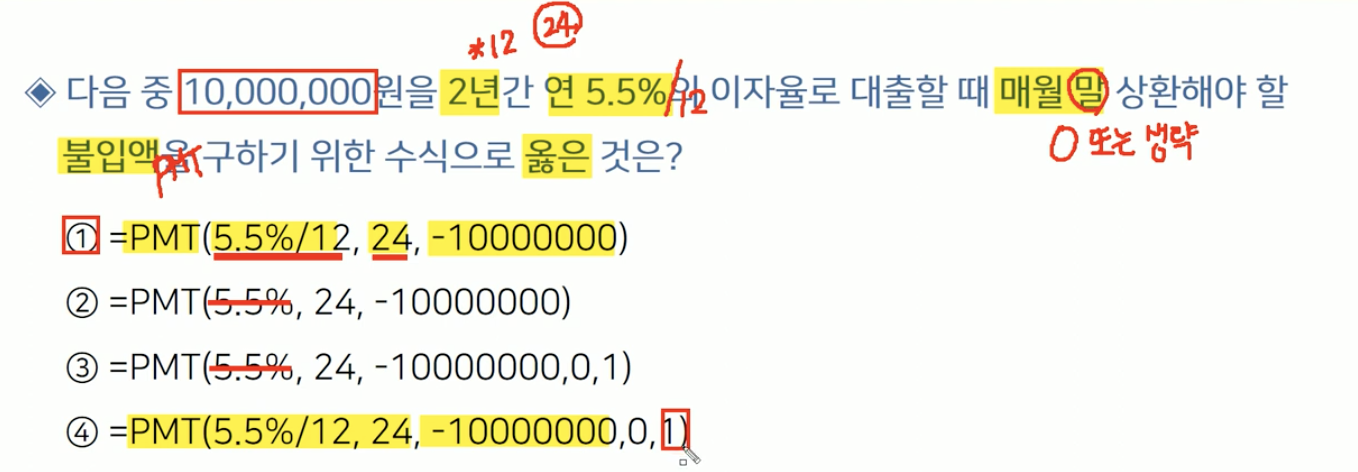 *12 24
◈ 다음 중 10,000,000원을 2년간 연 5.5%/12의 이자율로 대출할 때 매월 말 상환해야 할
0 또는 생략
불입액을 구하기 위한 수식으로 옳은 것은?
PMT
① =PMT(5.5%/12, 24, -10000000)
② =PMT(5.5%, 24, -10000000)
③ =PMT(5.5%, 24, -10000000,0,1)
④ =PMT(5.5%/12, 24, -10000000,0,1)